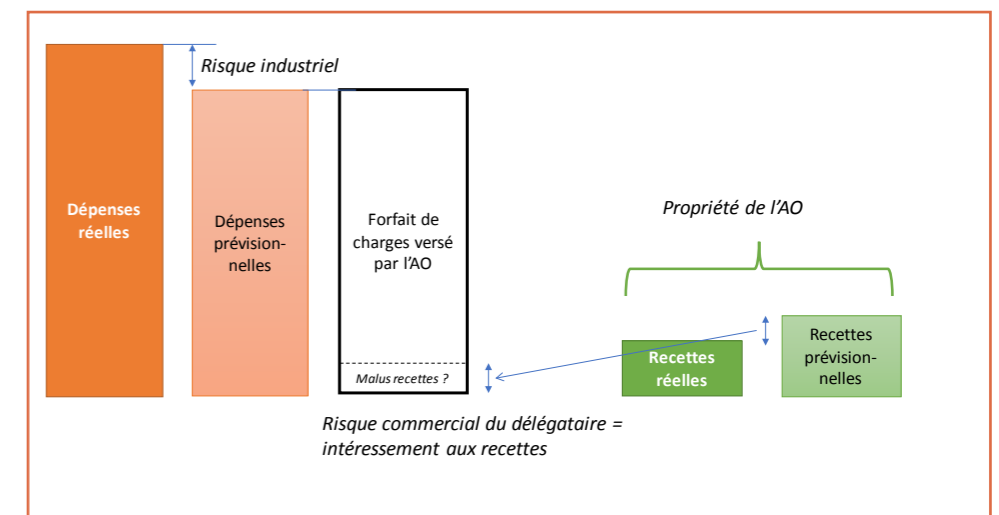 Risque industriel
Dépenses
réelles
Dépenses
prévision-
nelles
Forfait de
charges versé
par l’AO
Malus recettes ?
Propriété de l’AO
Recettes
réelles
Recettes
prévision-
nelles
Risque commercial du délégataire =
intéressement aux recettes